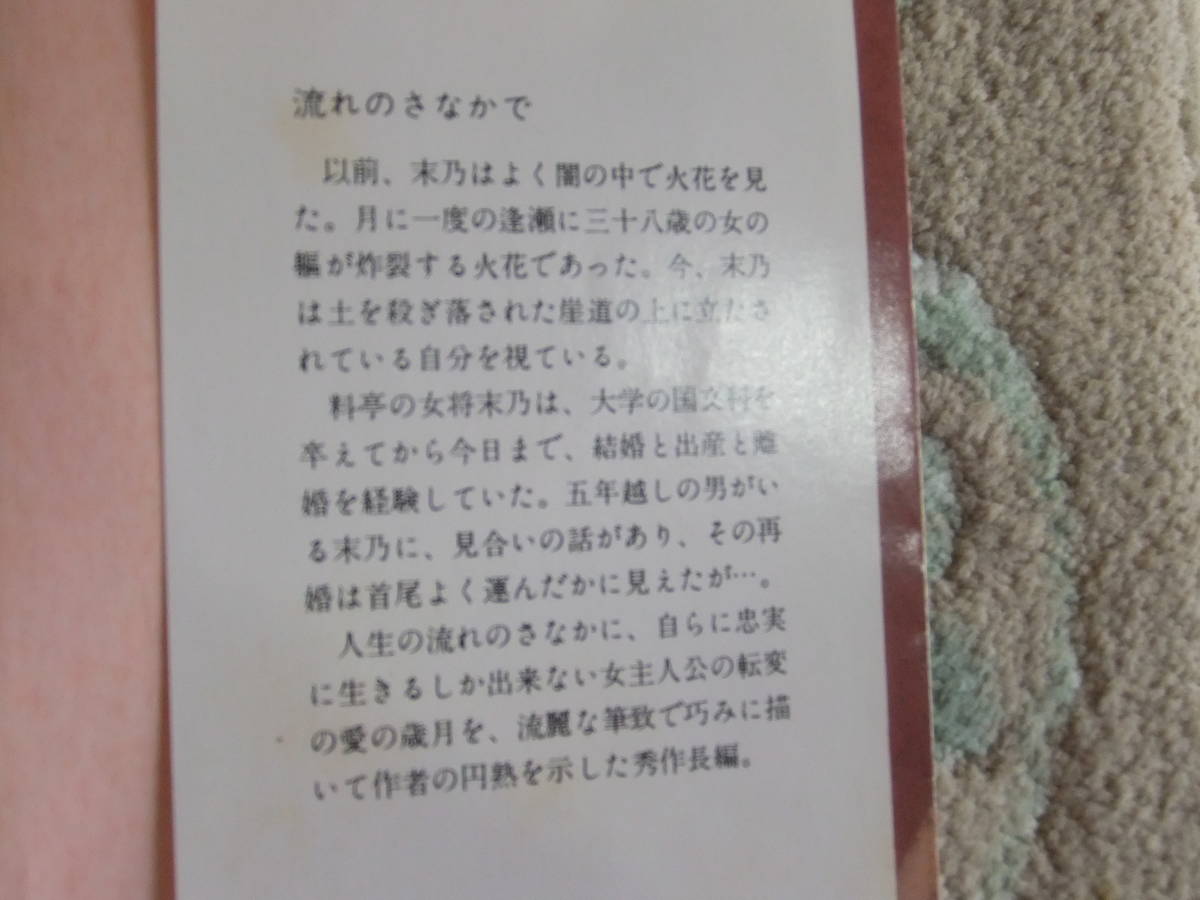 流れのさなかで
以前、末乃はよく闇の中で火花を見
た。月に一度の逢瀬に三十八歳の女の
軀が炸裂する火花であった。今、末乃
は土を殺ぎ落された崖道の上に立たさ
れている自分を視ている。
料亭の女将末乃は、大学の国文科を
卒えてから今日まで、結婚と出産と離
婚を経験していた。五年越しの男がい
る末乃に、見合いの話があり、その再
婚は首尾よく運んだかに見えたが…。
人生の流れのさなかに、自らに忠実
に生きるしか出来ない女主人公の転変
の愛の歳月を、流麗な筆致で巧みに描
いて作者の円熟を示した秀作長編。